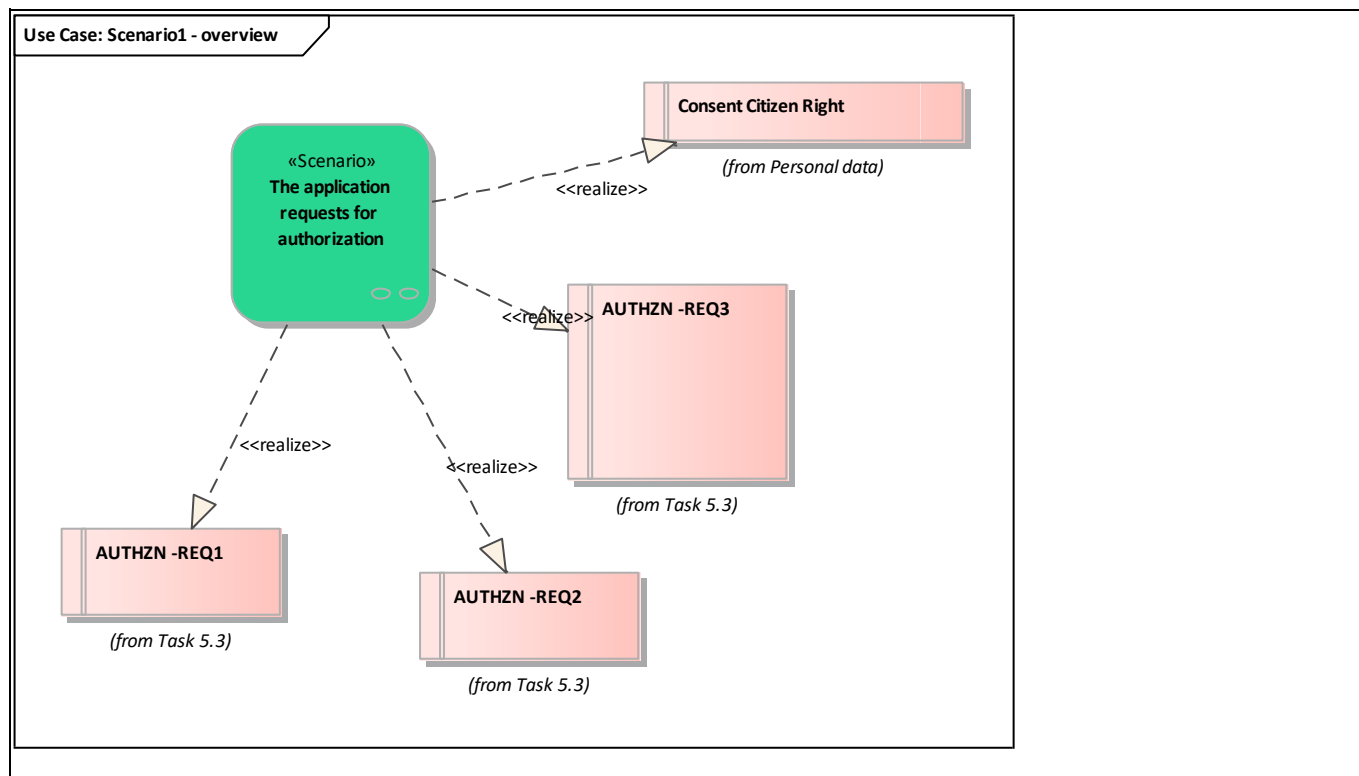 Use Case: Scenario1 - overview
Consent Citizen Right
(from Personal data)
«Scenario»
The application
requests for
authorization
<<realize>>
AUTHZN -REQ3
<<realize>>
(from Task 5.3)
<<realize>>
<<realize>>
AUTHZN -REQ1
(from Task 5.3)
AUTHZN -REQ2
(from Task 5.3)